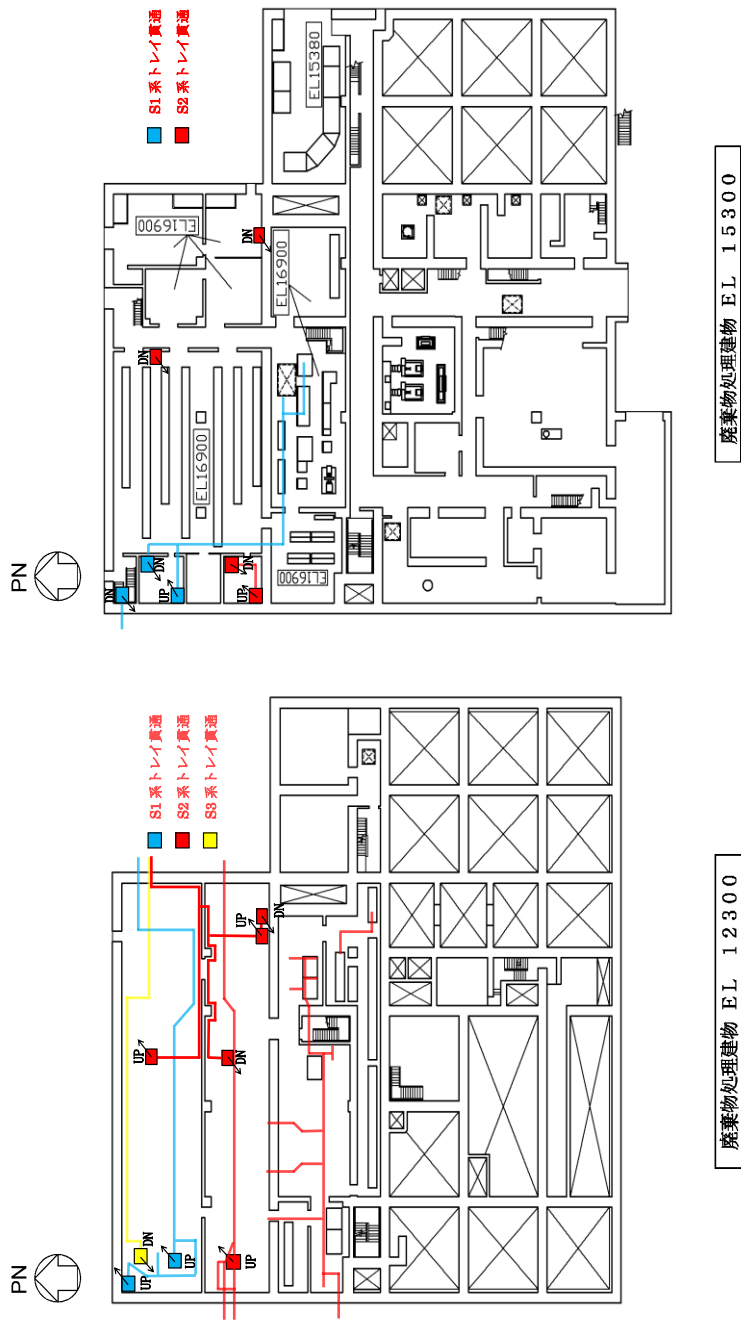 PN
S1系トレイ貫通
S2系トレイ貫通
EL15380
EL16900
DN
EL16900
DN
EL16900
DN
DN
UP
DN
UP
EL16900
廃棄物処理建物 EL 15300
PN
S1系トレイ貫通
S2系トレイ貫通
S3系トレイ貫通
UP
DN
UP
DN
DN
UP
UP
UP
廃棄物処理建物 EL 12300